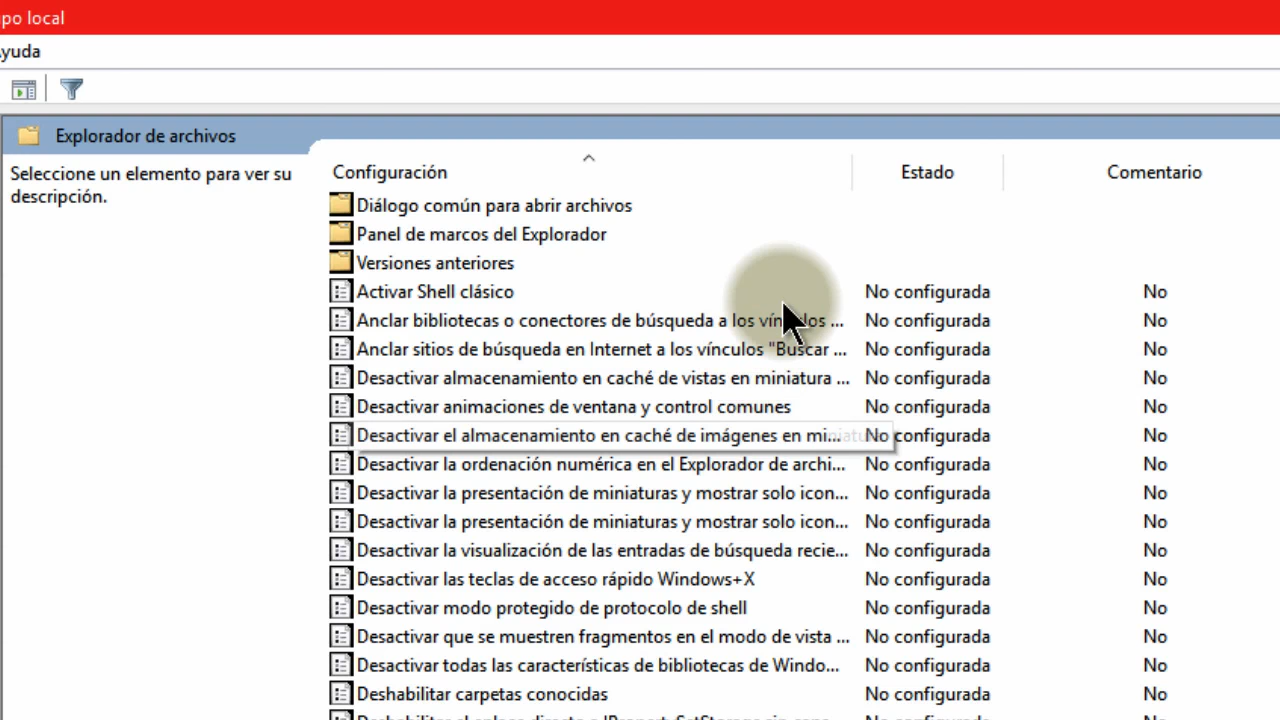 po local
Ayuda
Explorador de archivos
Seleccione un elemento para ver su
descripción.
Configuración Estado Comentario
Diálogo común para abrir archivos
Panel de marcos del Explorador
Versiones anteriores
Activar Shell clásico No configurada No
Anclar bibliotecas o conectores de búsqueda a los vínculos ... No configurada No
Anclar sitios de búsqueda en Internet a los vínculos "Buscar ... No configurada No
Desactivar almacenamiento en caché de vistas en miniatura ... No configurada No
Desactivar animaciones de ventana y control comunes No configurada No
Desactivar el almacenamiento en caché de imágenes en mi... No configurada No
Desactivar la ordenación numérica en el Explorador de archi... No configurada No
Desactivar la presentación de miniaturas y mostrar solo icon... No configurada No
Desactivar la presentación de miniaturas y mostrar solo icon... No configurada No
Desactivar la visualización de las entradas de búsqueda recie... No configurada No
Desactivar las teclas de acceso rápido Windows+X No configurada No
Desactivar modo protegido de protocolo de shell No configurada No
Desactivar que se muestren fragmentos en el modo de vista ... No configurada No
Desactivar todas las características de bibliotecas de Windo... No configurada No
Deshabilitar carpetas conocidas No configurada No